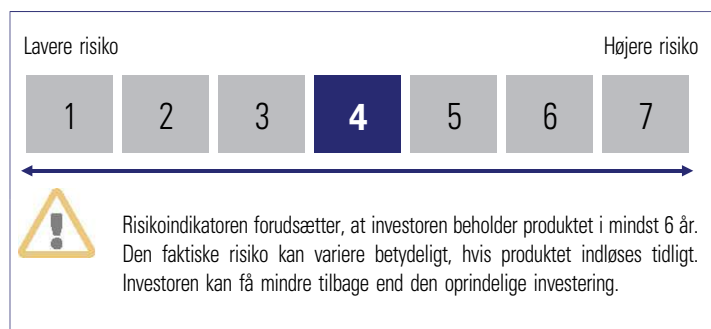 Lavere risiko Højere risiko
1 2 3 4 5 6 7
Risikoindikatoren forudsætter, at investoren beholder produktet i mindst 6 år.
Den faktiske risiko kan variere betydeligt, hvis produktet indløses tidligt.
Investoren kan få mindre tilbage end den oprindelige investering.